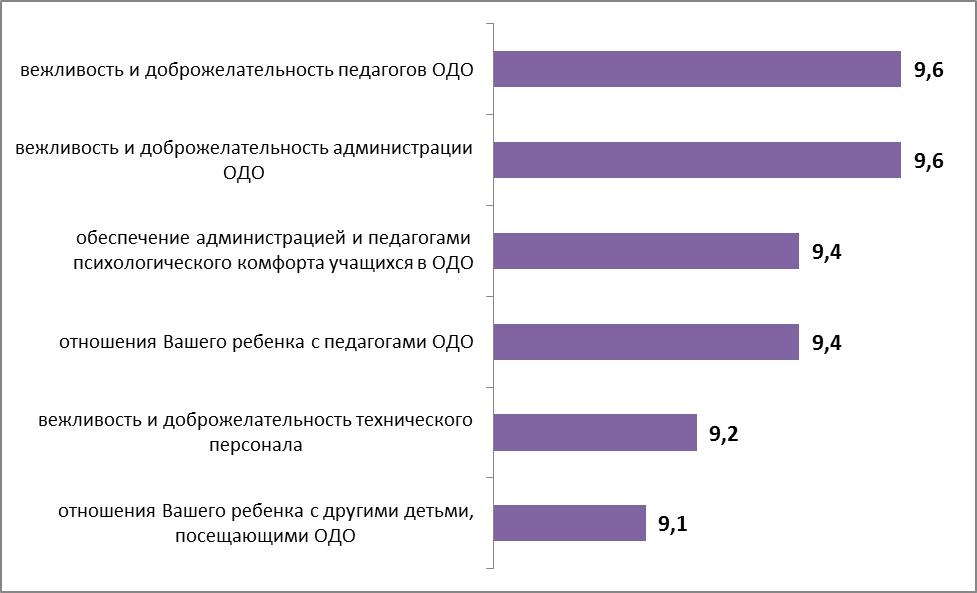 вежливость и доброжелательность педагогов ОДО
9,6
вежливость и доброжелательность администрации
ОДО
9,6
обеспечение администрацией и педагогами
психологического комфорта учащихся в ОДО
9,4
отношения Вашего ребенка с педагогами ОДО
9,4
вежливость и доброжелательность технического
персонала
9,2
отношения Вашего ребенка с другими детьми,
посещающими ОДО
9,1